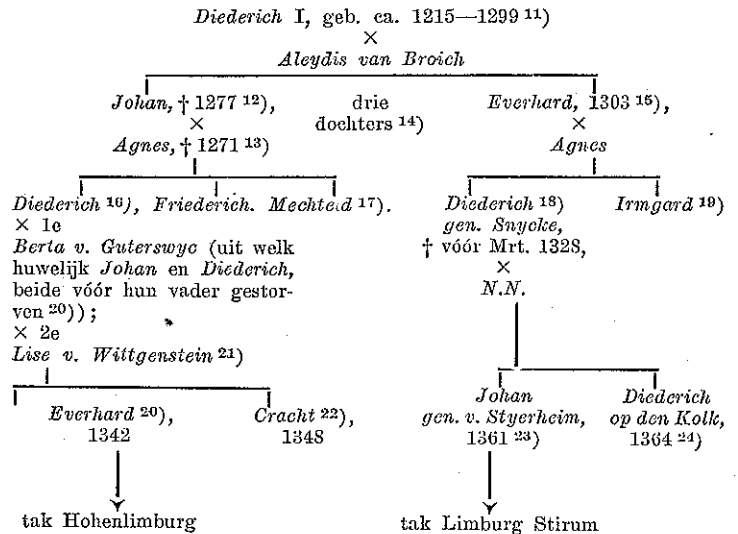 Diederich I, geb. ca. 1215—1299 11)
×
Aleydis van Broich
Johan, † 1277 12), drie Everhard, 1303 15),
× dochters 14) ×
Agnes, † 1271 13) Agnes
Diederich 16), Friederich. Mechteld 17). Diederich 18) Irmgard 19)
× 1e gen. Snycke,
Berta v. Guterswyc (uit welk † vóór Mrt. 1328,
huwelijk Johan en Diederich, ×
beide vóór hun vader gestor- N.N.
ven 20));
× 2e
Lise v. Wittgenstein 21)
Everhard 20), Cracht 22), Johan Diederich
1342 1348 gen. v. Styerheim, op den Kolk,
1361 23) 1364 24)
tak Hohenlimburg tak Limburg Stirum